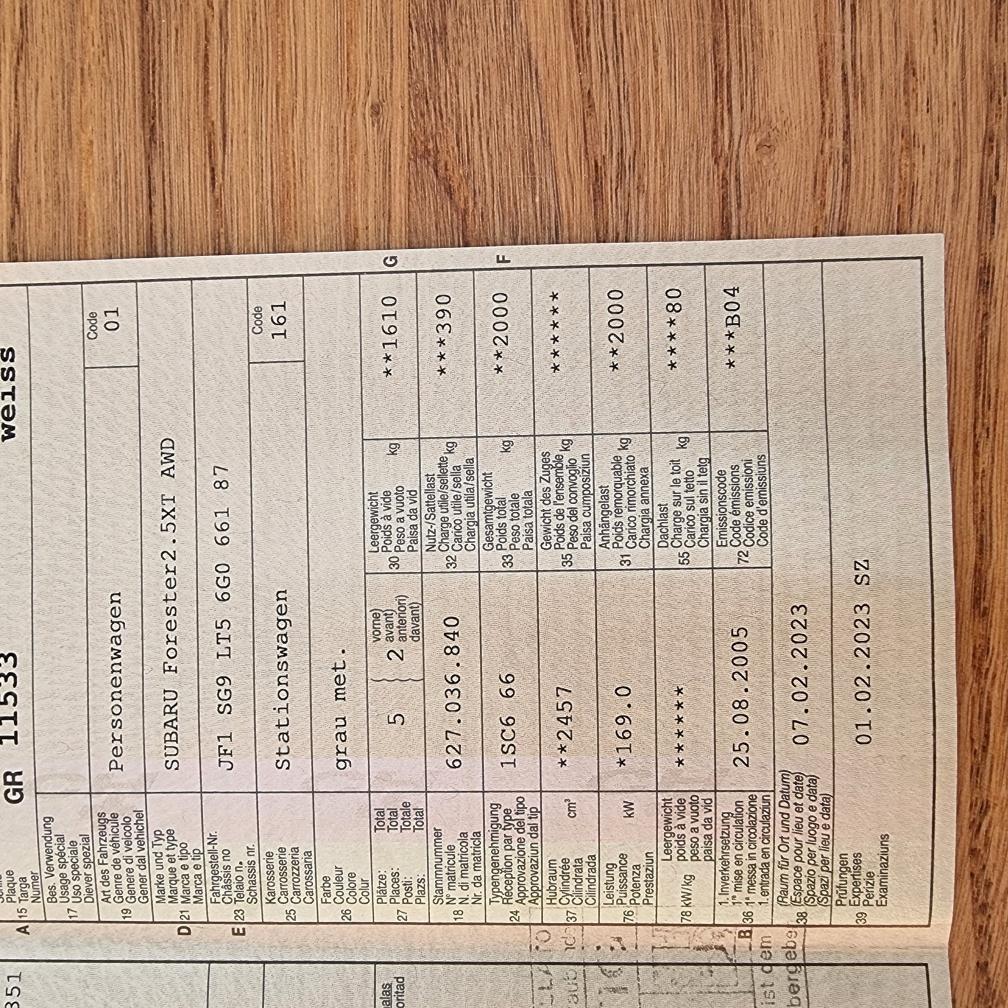 A 15 Targa
Numer
GR 11533 weiss
Bes. Verwendung
17 Usage spécial
Uso speciale
Diever spezial
Art des Fahrzeugs
Genre de véhicule
19 Genere di veicolo
Gener dal vehichel
Personenwagen
Code
01
Marke und Typ
Marque et type
D 21 Marca e tipo
Marca e tip
SUBARU Forester2.5XT AWD
Fahrgestell-Nr.
Châssis no
E 23 Telaio n.
Schassis nr.
JF1 SG9 LT5 6G0 661 87
Karosserie
Carrosserie
25 Carrozzeria
Carossaria
Stationswagen
Code
161
Farbe
Couleur
26 Colore
Colur
grau met.
Plätze: Total
Places: Total
27 Posti: Totale
Plazs: Total
5 2
vorne)
avant)
anteriori)
davant)
Leergewicht
Poids à vide kg
30 Peso a vuoto
Paisa da vid
**1610
G
Stammnummer
N° matricule
18 N. di matricola
Nr. da matricla
627.036.840
Nutz-/Sattellast
Charge utile/sellette kg
32 Carico utile/sella
Chargia utila/sella
***390
Typengenehmigung
Réception par type
24 Approvazione del tipo
Approvaziun dal tip
1SC6 66
Gesamtgewicht
33 Poids total kg
Peso totale
Paisa totala
**2000
F
Hubraum
Cylindrée cm³
37 Cilindrata
Cilindrada
**2457
Gewicht des Zuges
Poids de l'ensemble kg
35 Peso del convoglio
Paisa cumposiziun
******
Leistung
76 Puissance kW
Potenza
Prestaziun
*169.0
Anhängelast
Poids remorquable kg
31 Carico rimorchiato
Chargia annexa
**2000
Leergewicht
poids à vide
78 kW/kg peso a vuoto
paisa da vid
******
Dachlast
55 Charge sur le toit kg
Carico sul tetto
Chargia sin il tetg
****80
1. Inverkehrsetzung
1re mise en circulation
B 36 1a messa in circolazione
1. entrada en circulaziun
25.08.2005
Emissionscode
72 Code émissions
Codice emissioni
Code d'emissiuns
***B04
(Raum für Ort und Datum)
(Espace pour lieu et date)
38 (Spazio per luogo e data)
(Spazi per lieu e data)
07.02.2023
Prüfungen
Expertises
39 Perizie
Examinaziuns
01.02.2023 SZ
351
ist dem